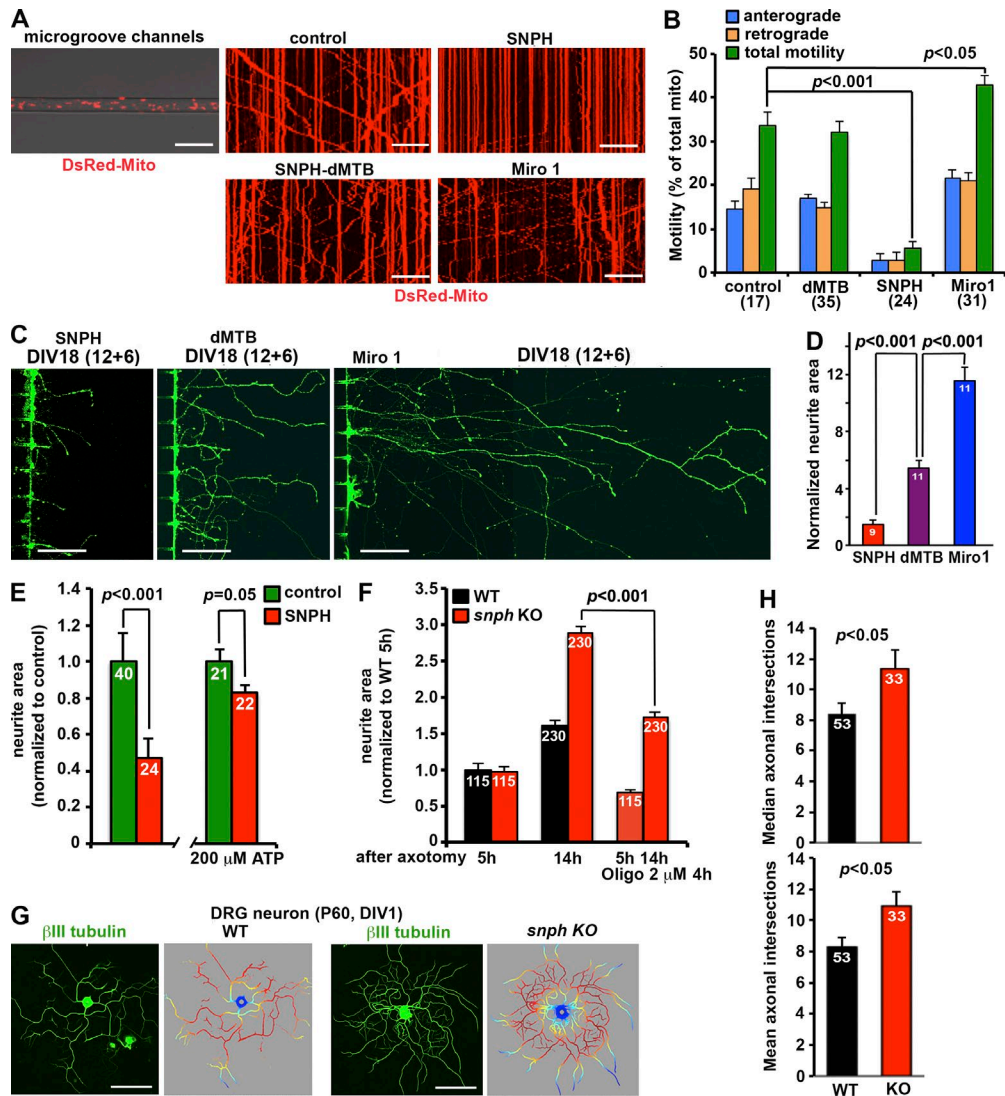 A
microgroove channels
control
SNPH
DsRed-Mito
SNPH-dMTB
Miro 1
DsRed-Mito
B
anterograde
retrograde
total motility
p<0.05
p<0.001
Motility (% of total mito)
50
40
30
20
10
0
control
(17)
dMTB
(35)
SNPH
(24)
Miro1
(31)
C
SNPH
DIV18 (12+6)
dMTB
DIV18 (12+6)
Miro 1
DIV18 (12+6)
D
p<0.001
p<0.001
Normalized neurite area
12
8
4
0
9
11
11
SNPH
dMTB
Miro1
E
control
SNPH
p<0.001
p=0.05
neurite area
(normalized to control)
1.4
1.2
1.0
0.8
0.6
0.4
0.2
0
40
24
21
22
200 μM ATP
F
WT
snph KO
p<0.001
neurite area
(normalized to WT 5h)
3.5
3.0
2.5
2.0
1.5
1.0
0.5
0
115
115
230
230
115
230
after axotomy 5h
14h
5h 14h
Oligo 2 μM 4h
G
DRG neuron (P60, DIV1)
βIII tubulin
WT
βIII tubulin
snph KO
H
Median axonal intersections
14
12
10
8
6
4
2
0
p<0.05
53
33
Mean axonal intersections
14
12
10
8
6
4
2
0
p<0.05
53
33
WT
KO